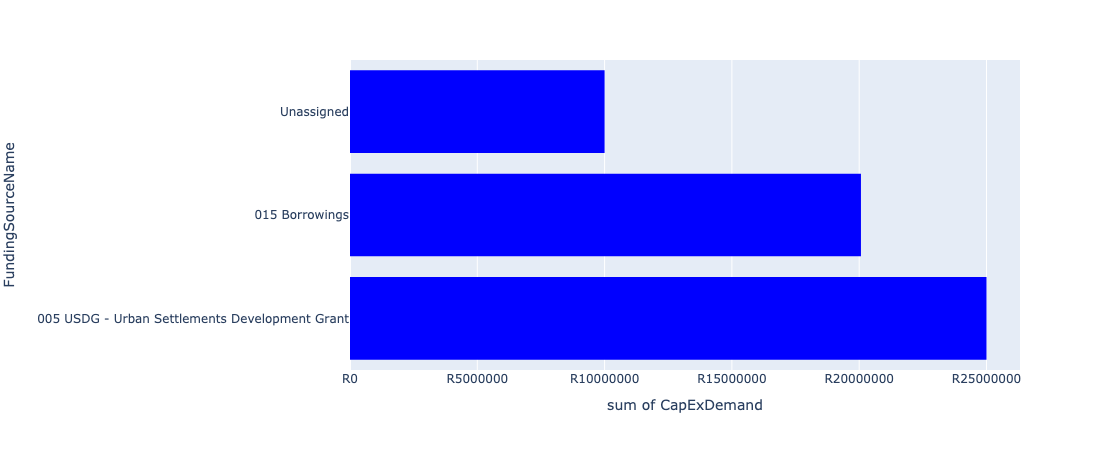 FundingSourceName
Unassigned
015 Borrowings
005 USDG - Urban Settlements Development Grant
R0 R5000000 R10000000 R15000000 R20000000 R25000000
sum of CapExDemand